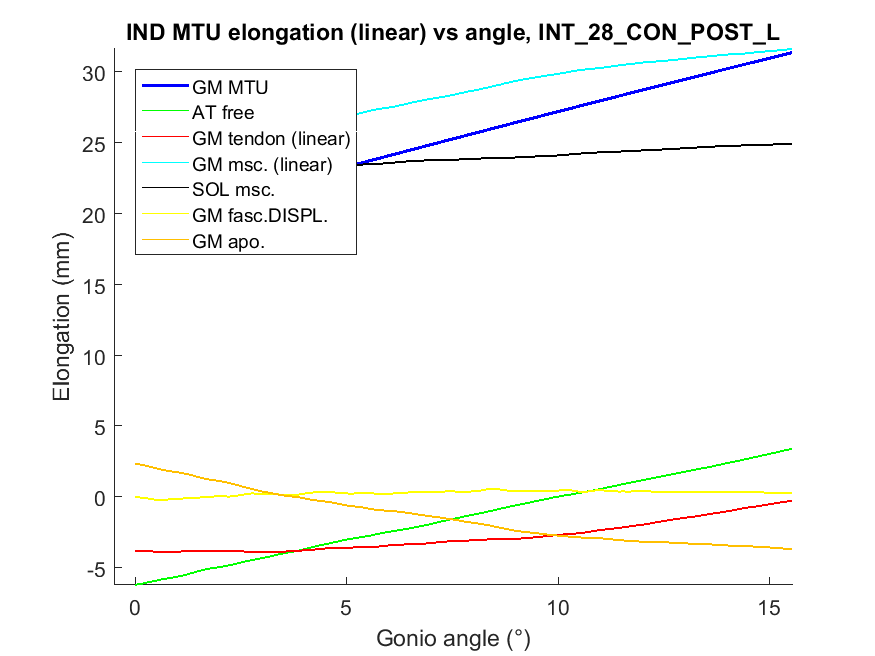 IND MTU elongation (linear) vs angle, INT_28_CON_POST_L
30
25
20
15
10
5
0
-5
Elongation (mm)
GM MTU
AT free
GM tendon (linear)
GM msc. (linear)
SOL msc.
GM fasc.DISPL.
GM apo.
0 5 10 15
Gonio angle (°)